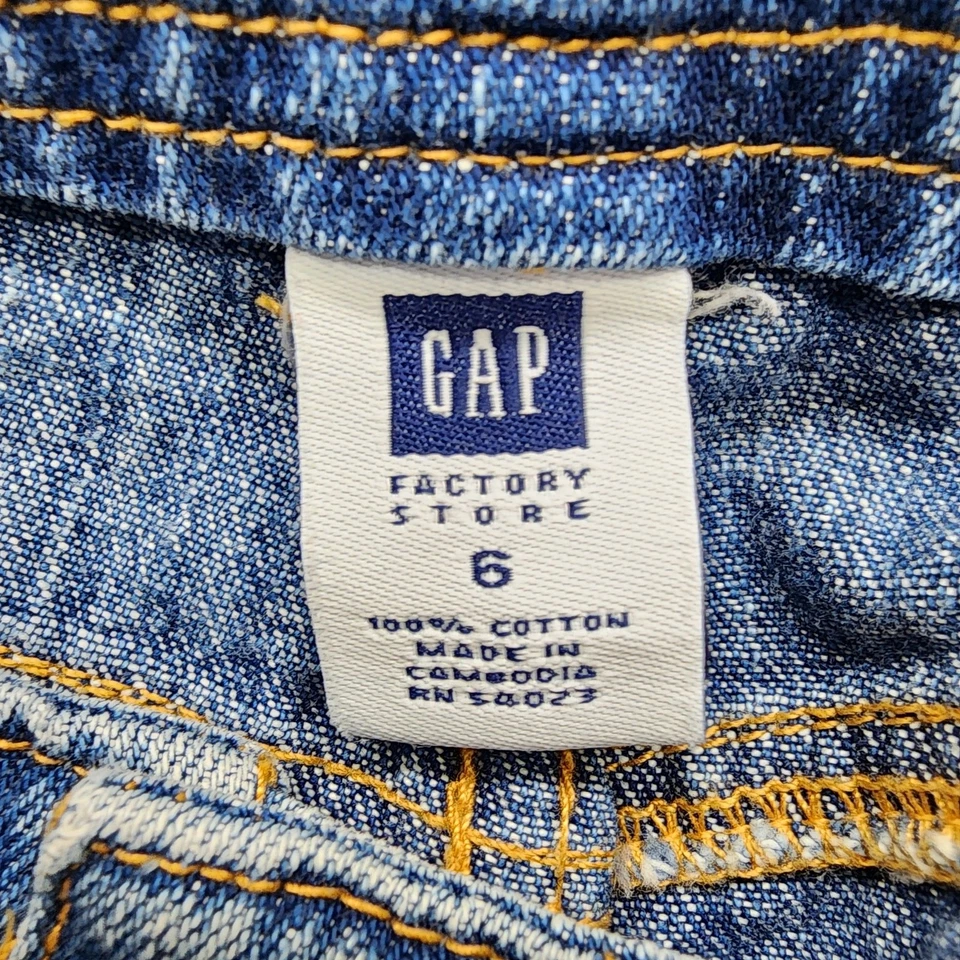 GAP
FACTORY
STORE
6
100% COTTON
MADE IN
CAMBODIA
RN 54023